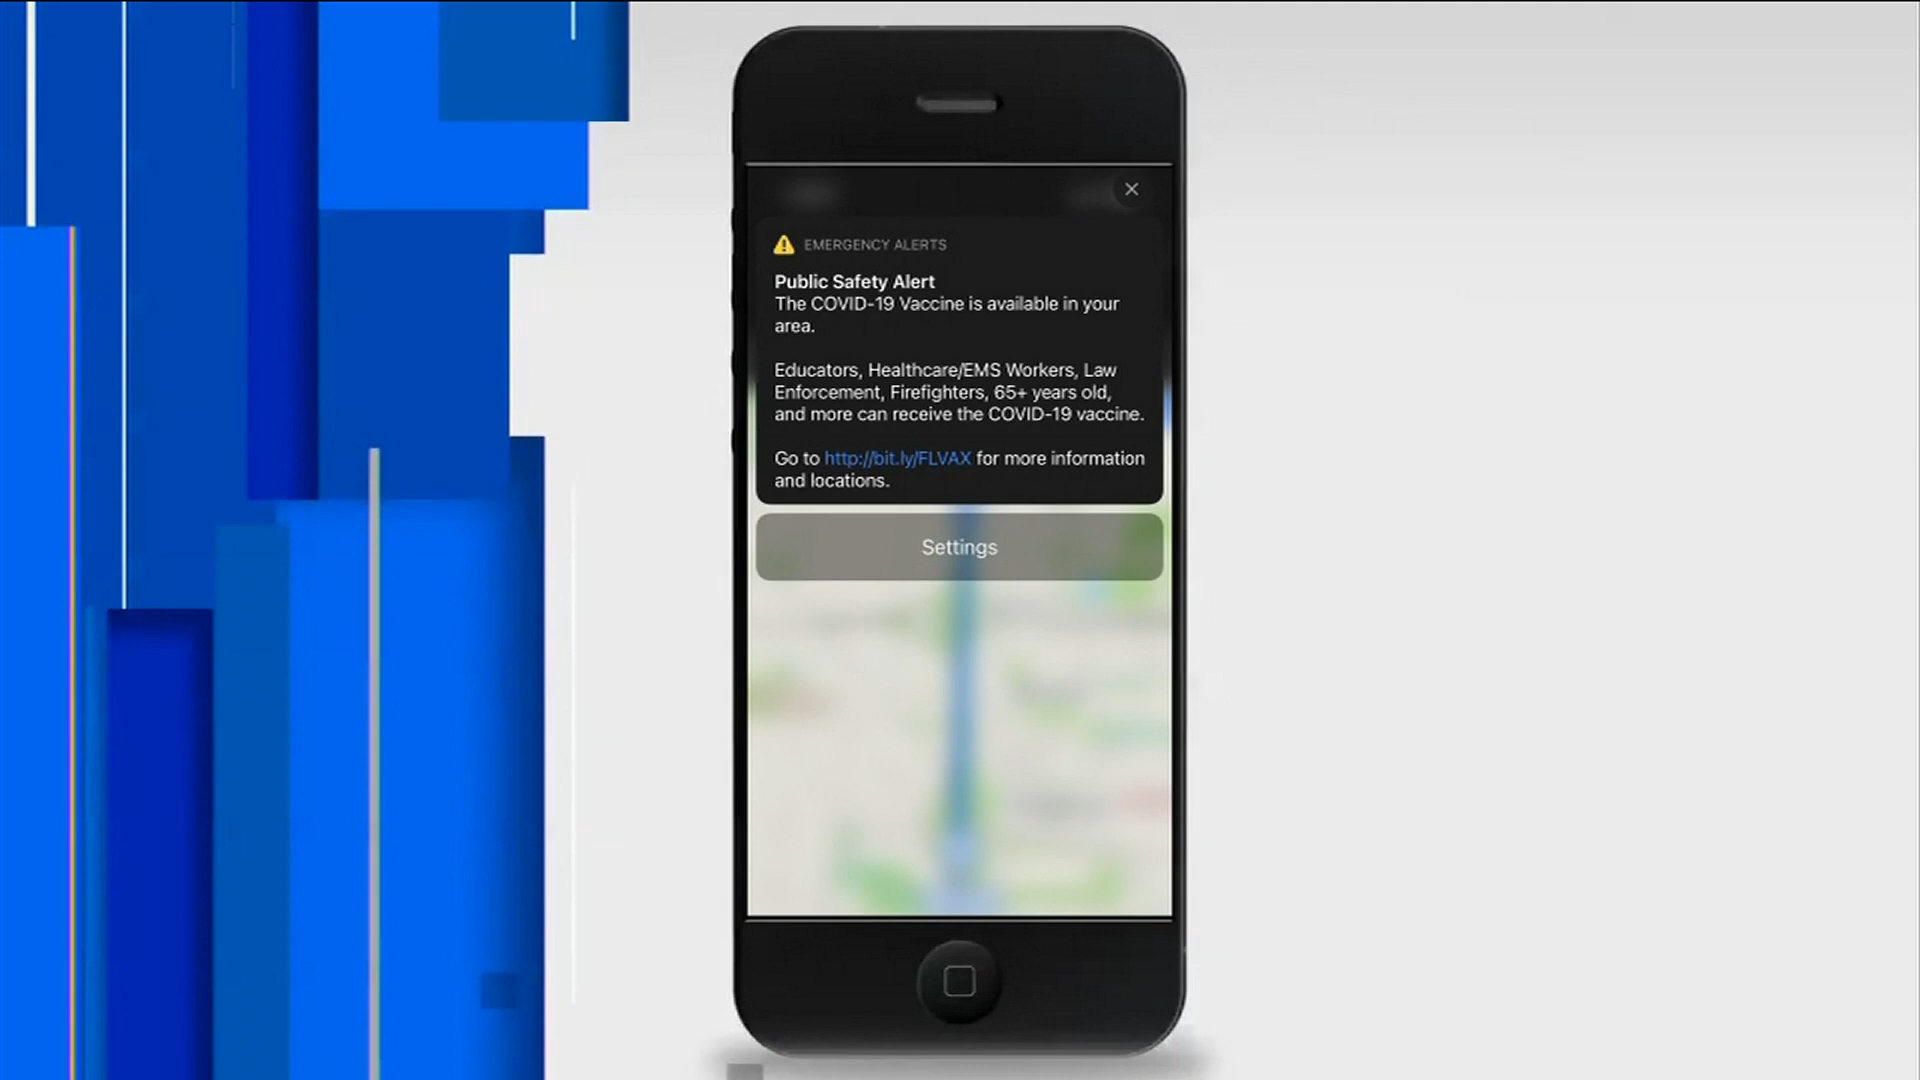 EMERGENCY ALERTS
Public Safety Alert
The COVID-19 Vaccine is available in your
area.
Educators, Healthcare/EMS Workers, Law
Enforcement, Firefighters, 65+ years old,
and more can receive the COVID-19 vaccine.
Go to http://bit.ly/FLVAX for more information
and locations.
Settings